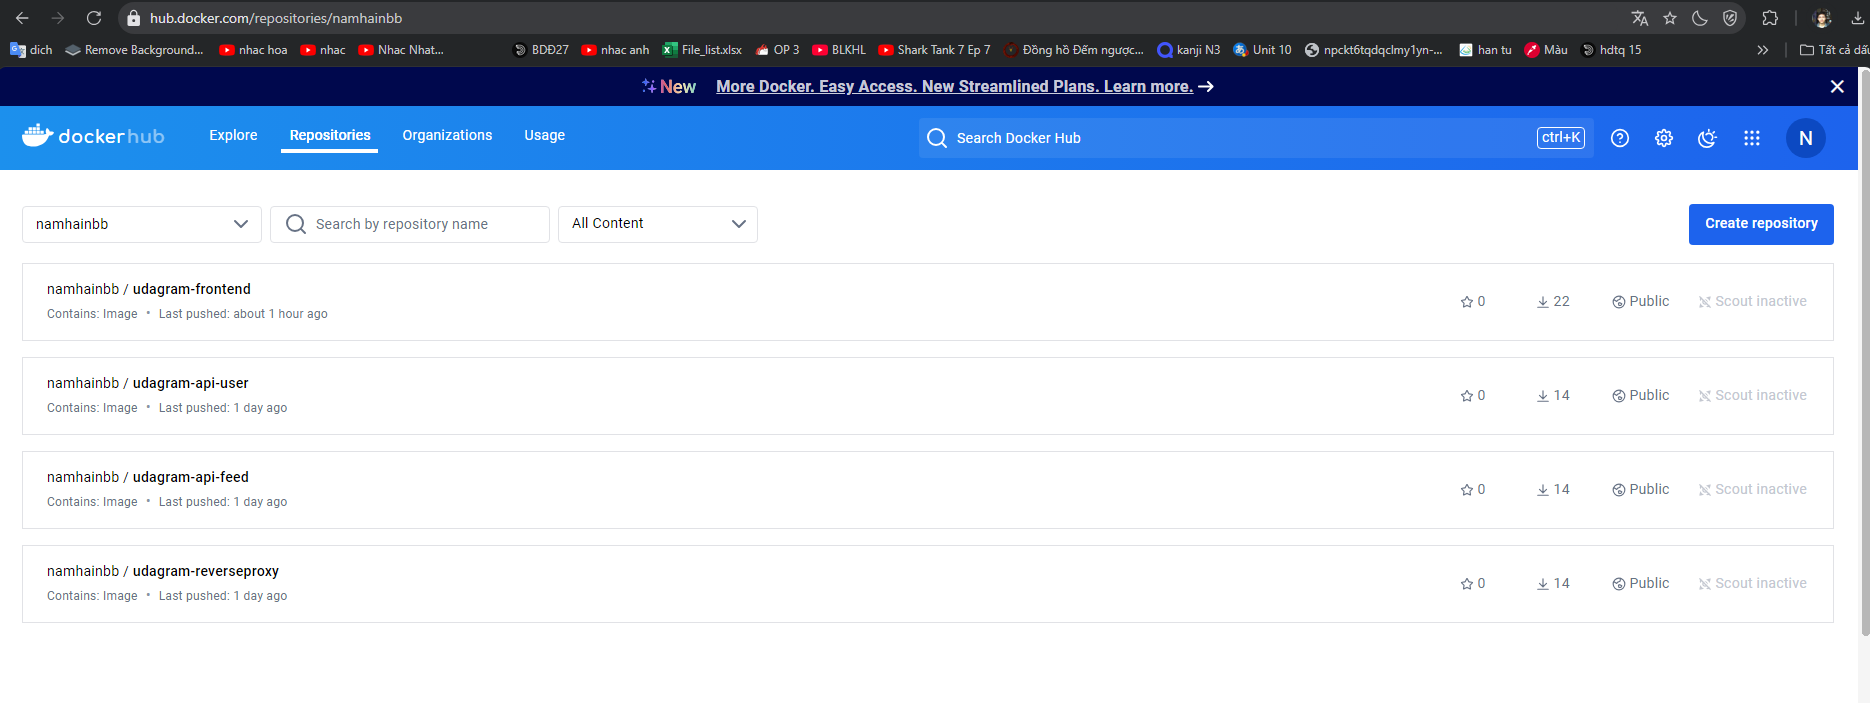 hub.docker.com/repositories/namhainbb
dich Remove Background... nhac hoa nhac Nhac Nhat... BDĐ27 nhac anh File_list.xlsx OP 3 BLKHL Shark Tank 7 Ep 7 Đồng hồ Đếm ngược... kanji N3 Unit 10 npckt6tqdqclmy1yn-... han tu Màu hdtq 15 Tất cả dấu
New More Docker. Easy Access. New Streamlined Plans. Learn more.
dockerhub Explore Repositories Organizations Usage Search Docker Hub ctrl+K N
namhainbb Search by repository name All Content Create repository
namhainbb / udagram-frontend
Contains: Image • Last pushed: about 1 hour ago
0 22 Public Scout inactive
namhainbb / udagram-api-user
Contains: Image • Last pushed: 1 day ago
0 14 Public Scout inactive
namhainbb / udagram-api-feed
Contains: Image • Last pushed: 1 day ago
0 14 Public Scout inactive
namhainbb / udagram-reverseproxy
Contains: Image • Last pushed: 1 day ago
0 14 Public Scout inactive